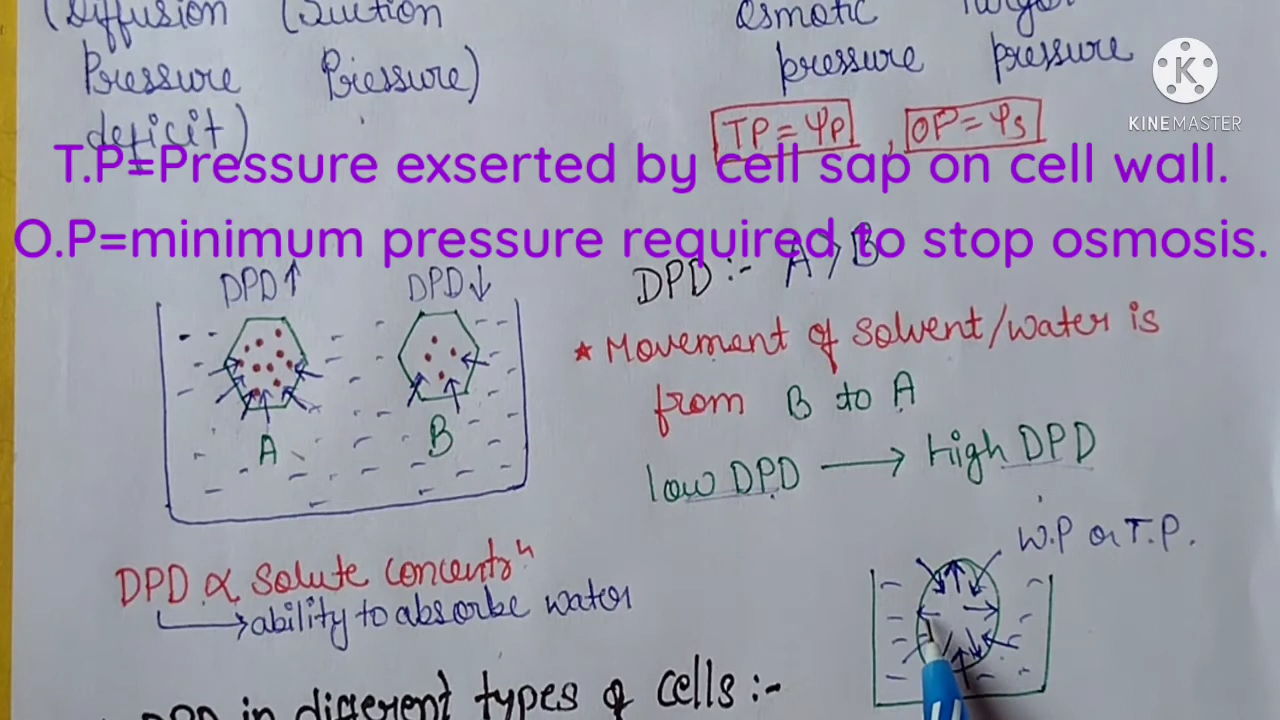 (Diffusion (Suction
Pressure Pressure)
deficit)
Osmotic Turgor
pressure pressure
TP = ΨP , OP = Ψs
KINEMASTER
T.P=Pressure exserted by cell sap on cell wall.
O.P=minimum pressure required to stop osmosis.
DPD↑ DPD↓
A B
DPD :- A > B
* Movement of solvent/water is
from B to A
low DPD → high DPD
W.P or T.P.
DPD ∝ solute concentrⁿ
→ ability to absorbe water
DPD in different types of cells :-